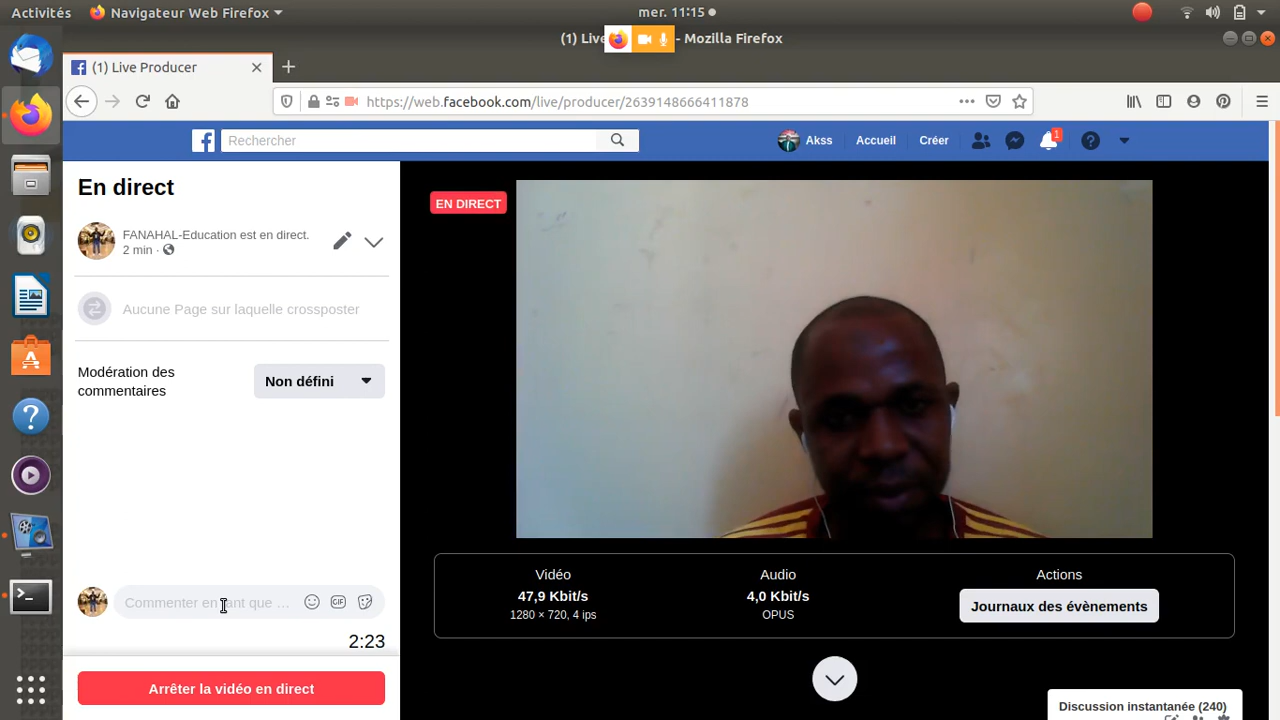 Activités
Navigateur Web Firefox
mer. 11:15
(1) Live
- Mozilla Firefox
(1) Live Producer
https://web.facebook.com/live/producer/2639148666411878
Rechercher
Akss
Accueil
Créer
1
En direct
FANAHAL-Education est en direct.
2 min ·
Aucune Page sur laquelle crossposter
Modération des
commentaires
Non défini
Commenter en tant que ...
GIF
2:23
Arrêter la vidéo en direct
EN DIRECT
Vidéo
47,9 Kbit/s
1280 × 720, 4 ips
Audio
4,0 Kbit/s
OPUS
Actions
Journaux des évènements
Discussion instantanée (240)